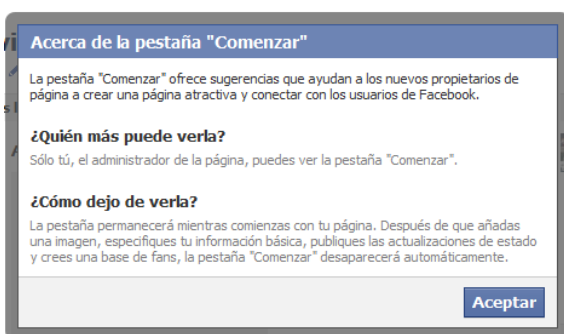 Acerca de la pestaña "Comenzar"
La pestaña "Comenzar" ofrece sugerencias que ayudan a los nuevos propietarios de
página a crear una página atractiva y conectar con los usuarios de Facebook.
¿Quién más puede verla?
Sólo tú, el administrador de la página, puedes ver la pestaña "Comenzar".
¿Cómo dejo de verla?
La pestaña permanecerá mientras comienzas con tu página. Después de que añadas
una imagen, especifiques tu información básica, publiques las actualizaciones de estado
y crees una base de fans, la pestaña "Comenzar" desaparecerá automáticamente.
Aceptar